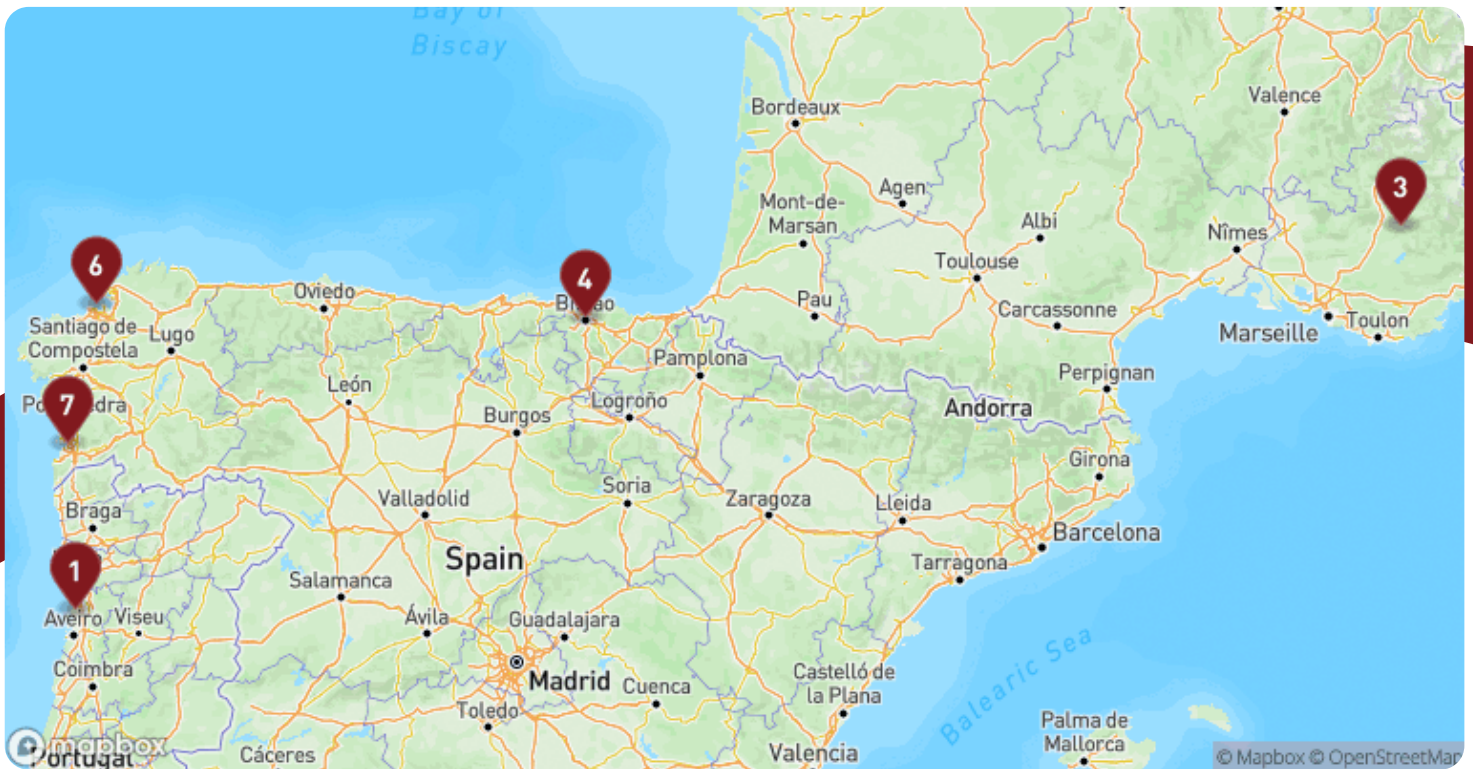 Bay of
Biscay
Bordeaux
Valence
3
Agen
Mont-de-
Marsan
Albi
Nîmes
6
4
Toulouse
Oviedo
Pau
Carcassonne
Santiago de
Compostela
Lugo
Marseille
Toulon
Pamplona
León
Perpignan
7
Logroño
Andorra
Burgos
Girona
Soria
Valladolid
Zaragoza
Lleida
Braga
Barcelona
Spain
Tarragona
1
Salamanca
Aveiro
Viseu
Ávila
Guadalajara
Coimbra
Madrid
Cuenca
Castelló de
la Plana
Balearic Sea
Toledo
Palma de
Mallorca
mapbox
Portugal
Cáceres
Valencia
© Mapbox © OpenStreetMap